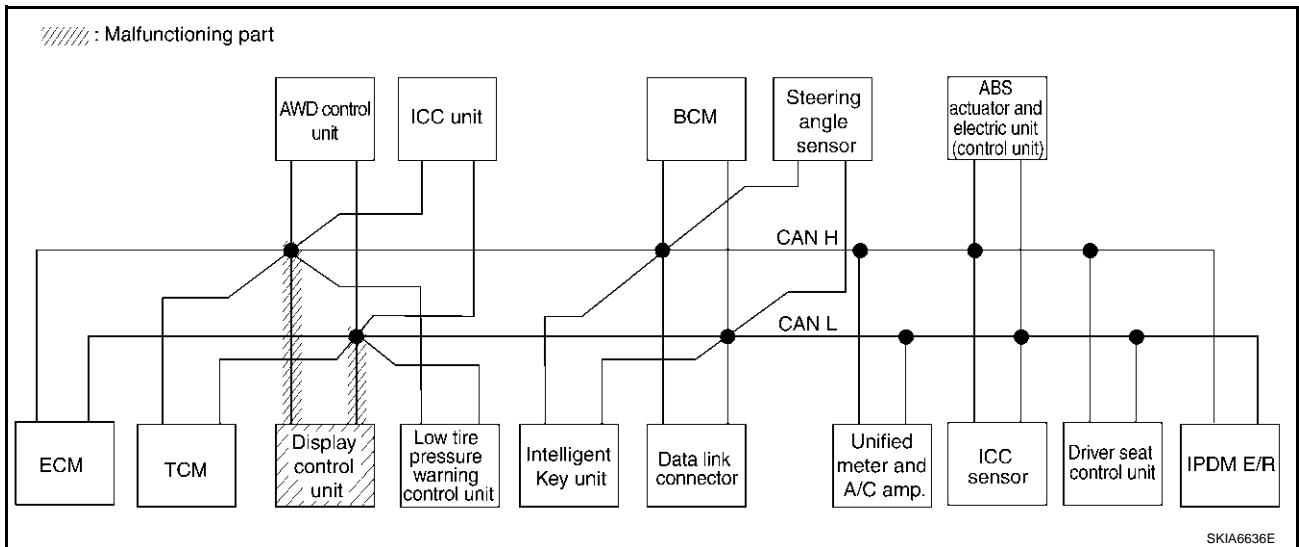 : Malfunctioning part
AWD control
unit
ICC unit
BCM
Steering
angle
sensor
ABS
actuator and
electric unit
(control unit)
CAN H
CAN L
ECM
TCM
Display
control
unit
Low tire
pressure
warning
control unit
Intelligent
Key unit
Data link
connector
Unified
meter and
A/C amp.
ICC
sensor
Driver seat
control unit
IPDM E/R
SKIA6636E